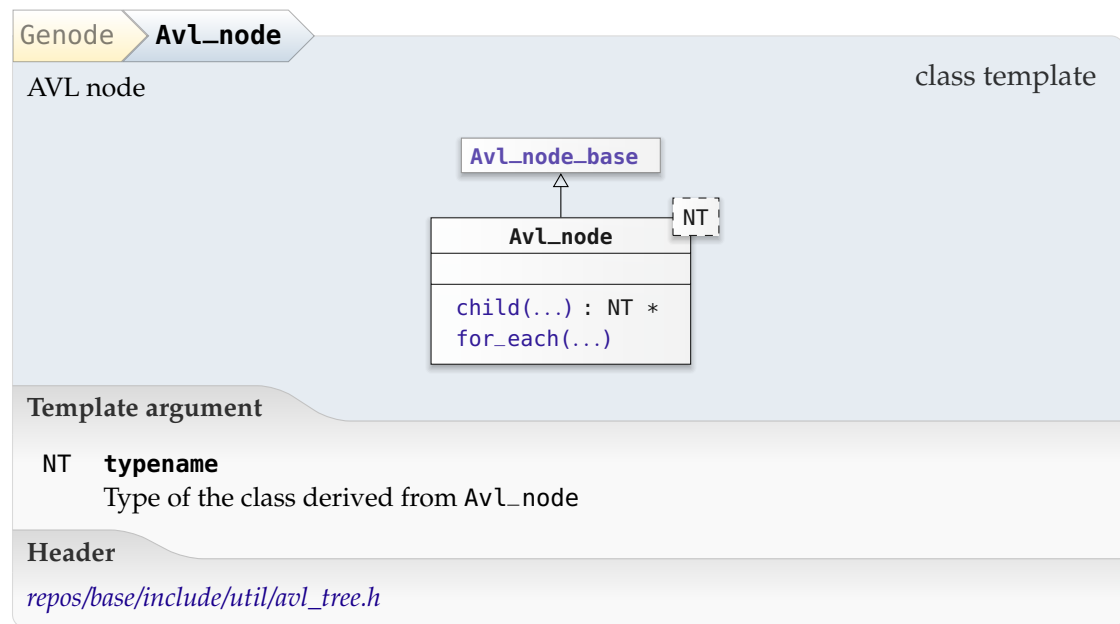 Genode Avl_node
class template
AVL node
Avl_node_base
NT
Avl_node
child(...) : NT *
for_each(...)
Template argument
NT typename
Type of the class derived from Avl_node
Header
repos/base/include/util/avl_tree.h